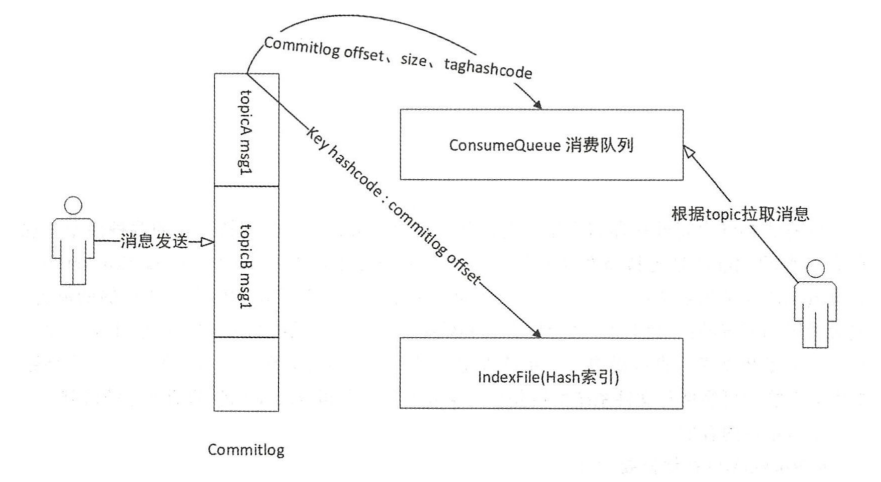 Commitlog offset、size、taghashcode
topicA msg1
Key hashcode : commitlog offset
ConsumeQueue 消费队列
根据topic拉取消息
消息发送
topicB msg1
IndexFile(Hash索引)
Commitlog